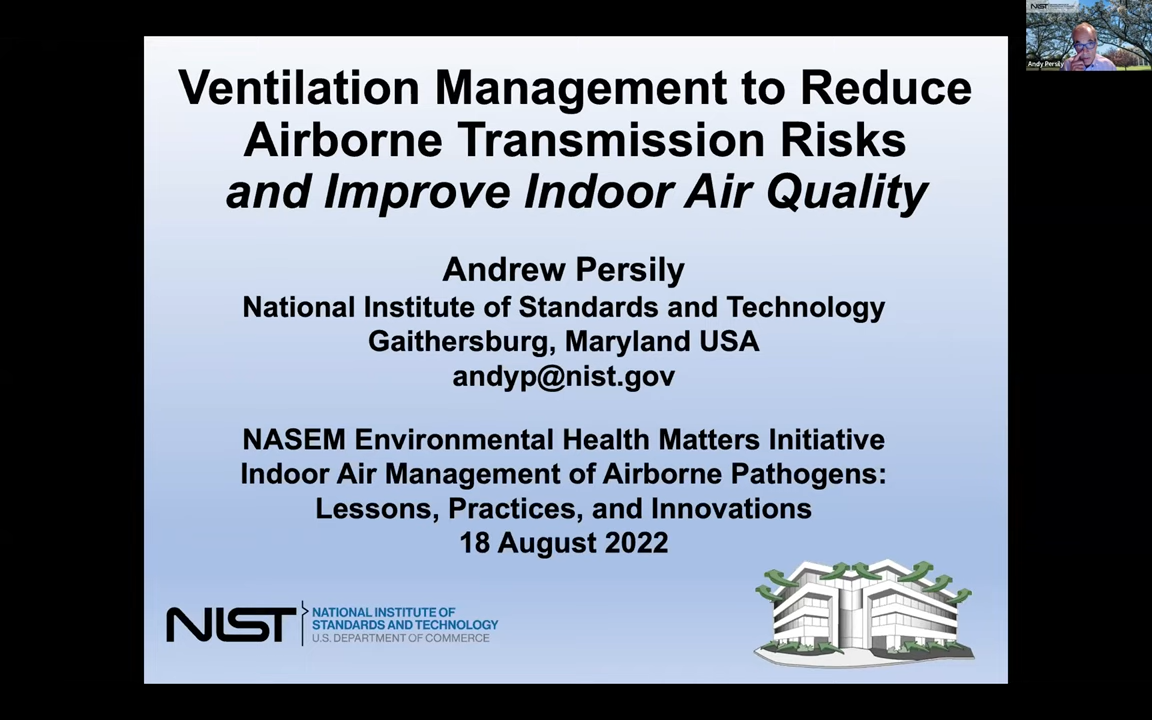 NIST
Andy Persily
Ventilation Management to Reduce
Airborne Transmission Risks
and Improve Indoor Air Quality
Andrew Persily
National Institute of Standards and Technology
Gaithersburg, Maryland USA
andyp@nist.gov
NASEM Environmental Health Matters Initiative
Indoor Air Management of Airborne Pathogens:
Lessons, Practices, and Innovations
18 August 2022
NIST
NATIONAL INSTITUTE OF
STANDARDS AND TECHNOLOGY
U.S. DEPARTMENT OF COMMERCE